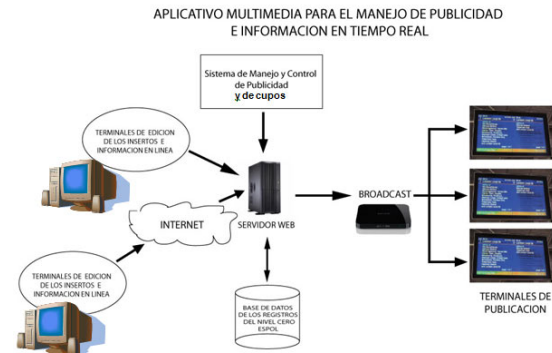 APLICATIVO MULTIMEDIA PARA EL MANEJO DE PUBLICIDAD
E INFORMACION EN TIEMPO REAL
Sistema de Manejo y Control
de Publicidad
y de cupos
TERMINALES DE EDICION
DE LOS INSERTOS E
INFORMACION EN LINEA
INTERNET
SERVIDOR WEB
BROADCAST
TERMINALES DE EDICION
DE LOS INSERTOS E
INFORMACION EN LINEA
BASE DE DATOS
DE LOS REGISTROS
DEL NIVEL CERO
ESPOL
TERMINALES DE
PUBLICACION